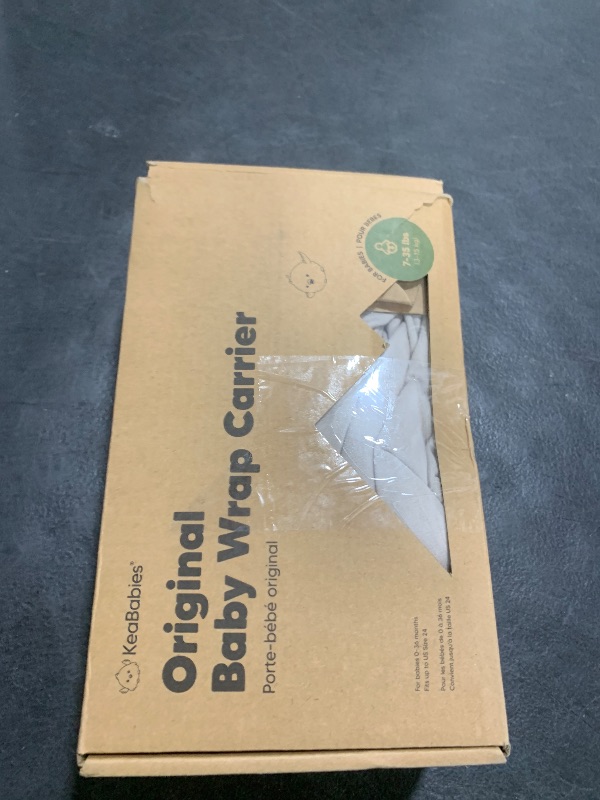 KeaBabies®
Original
Baby Wrap Carrier
Porte-bébé original
For babies 0-36 months
Fits up to US Size 24
Pour les bébés de 0 à 36 mois
Convient jusqu'à la taille US 24
FOR BABIES | POUR BÉBÉS
7-35 lbs